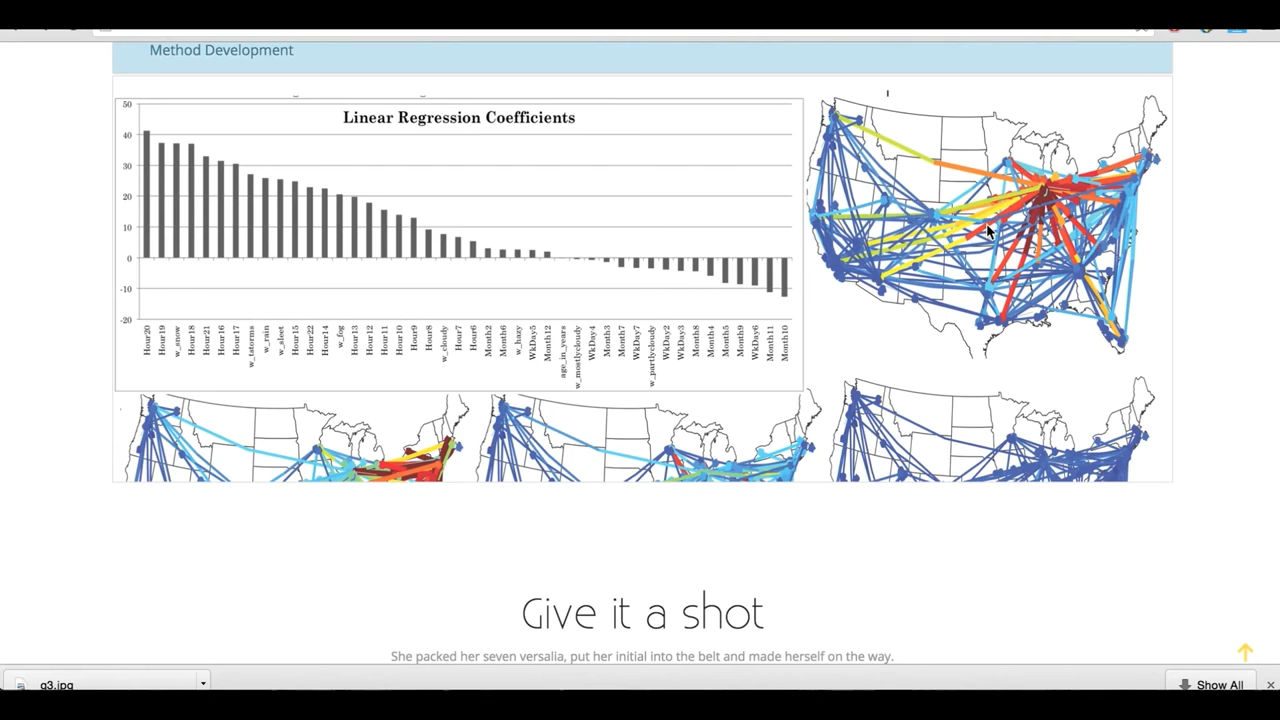 Method Development
Linear Regression Coefficients
50
40
30
20
10
0
-10
-20
Hour20
Hour19
w_snow
Hour18
Hour21
Hour16
Hour17
w_tstorms
w_rain
w_sleet
Hour15
Hour22
Hour14
w_fog
Hour13
Hour12
Hour11
Hour10
Hour9
Hour8
w_cloudy
Hour7
Hour6
Month2
Month6
w_hazy
WkDay5
Month12
age_in_years
w_mostlycloudy
WkDay4
Month3
Month7
WkDay7
w_partlycloudy
WkDay2
WkDay3
Month8
Month4
Month5
Month9
WkDay6
Month11
Month10
Give it a shot
She packed her seven versalia, put her initial into the belt and made herself on the way.
g3.jpg
Show All